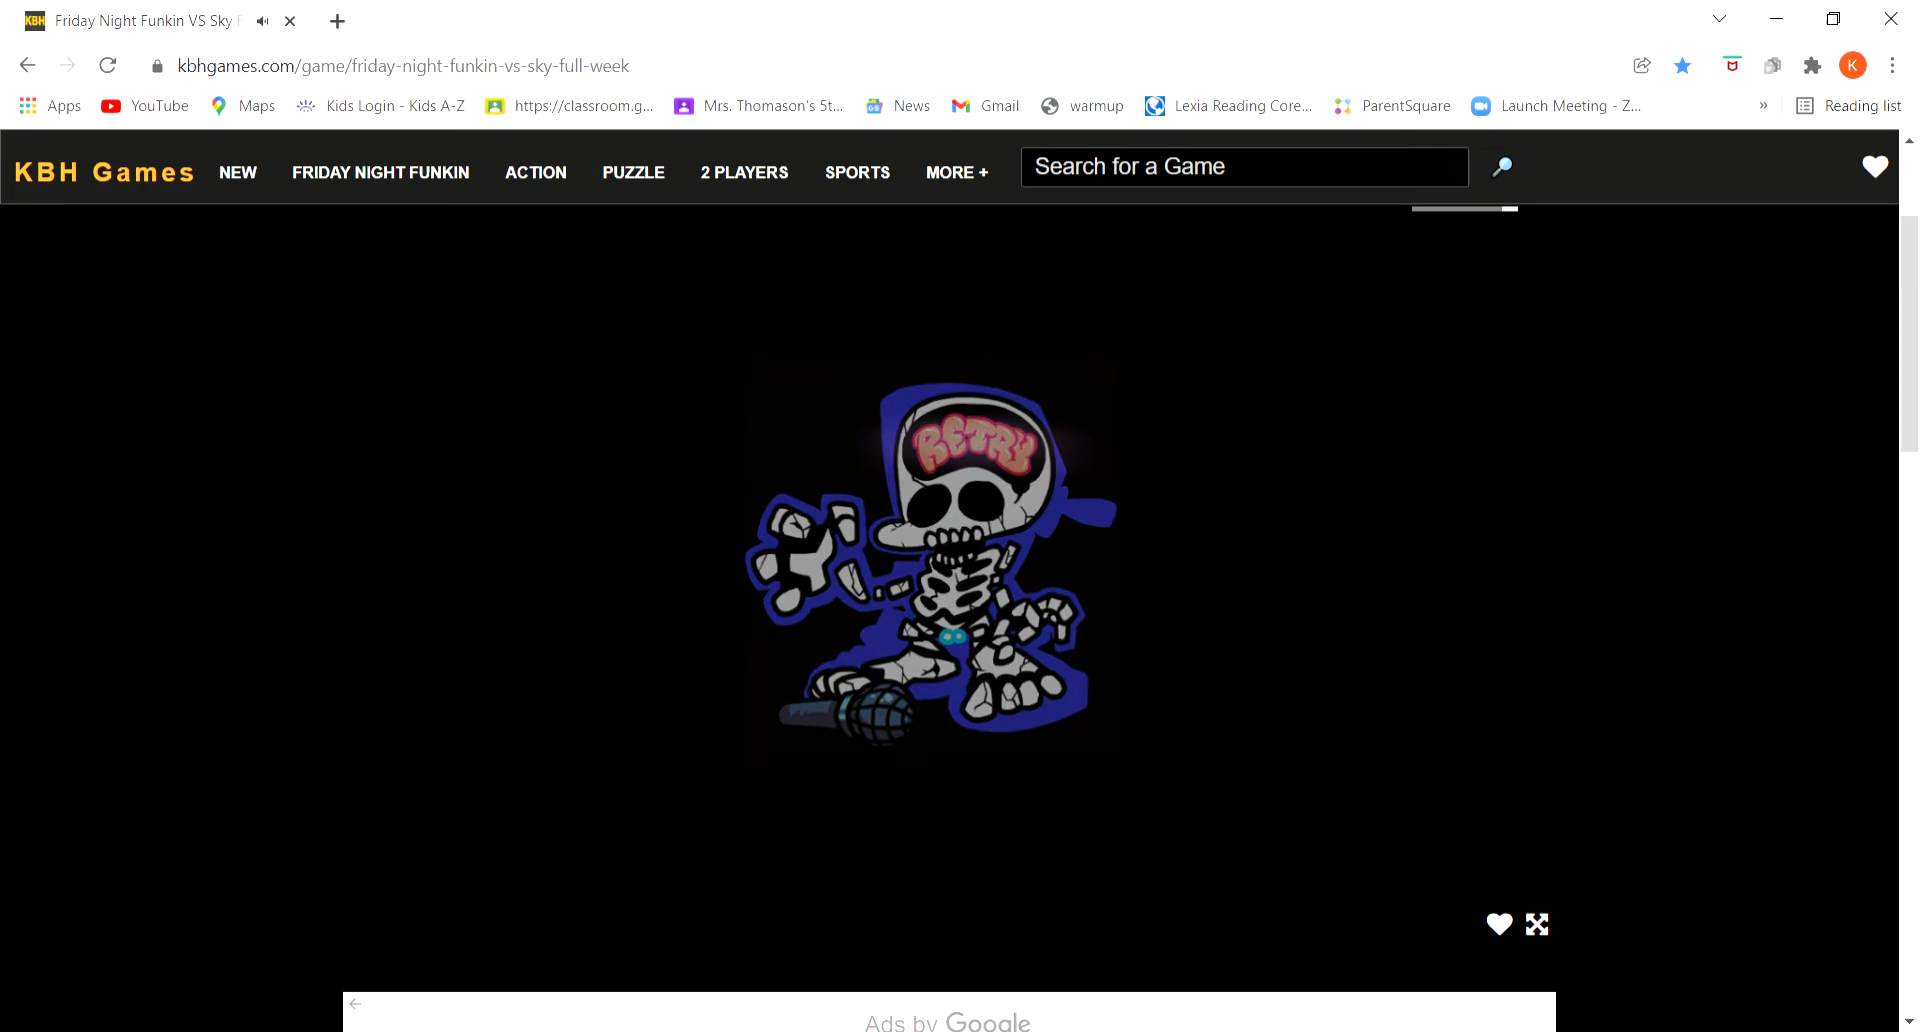 KBH Friday Night Funkin VS Sky
kbhgames.com/game/friday-night-funkin-vs-sky-full-week K
Apps YouTube Maps Kids Login - Kids A-Z https://classroom.g... Mrs. Thomason's 5t... News Gmail warmup Lexia Reading Core... ParentSquare Launch Meeting - Z... » Reading list
KBH Games NEW FRIDAY NIGHT FUNKIN ACTION PUZZLE 2 PLAYERS SPORTS MORE + Search for a Game
RETRY
Ads by Google